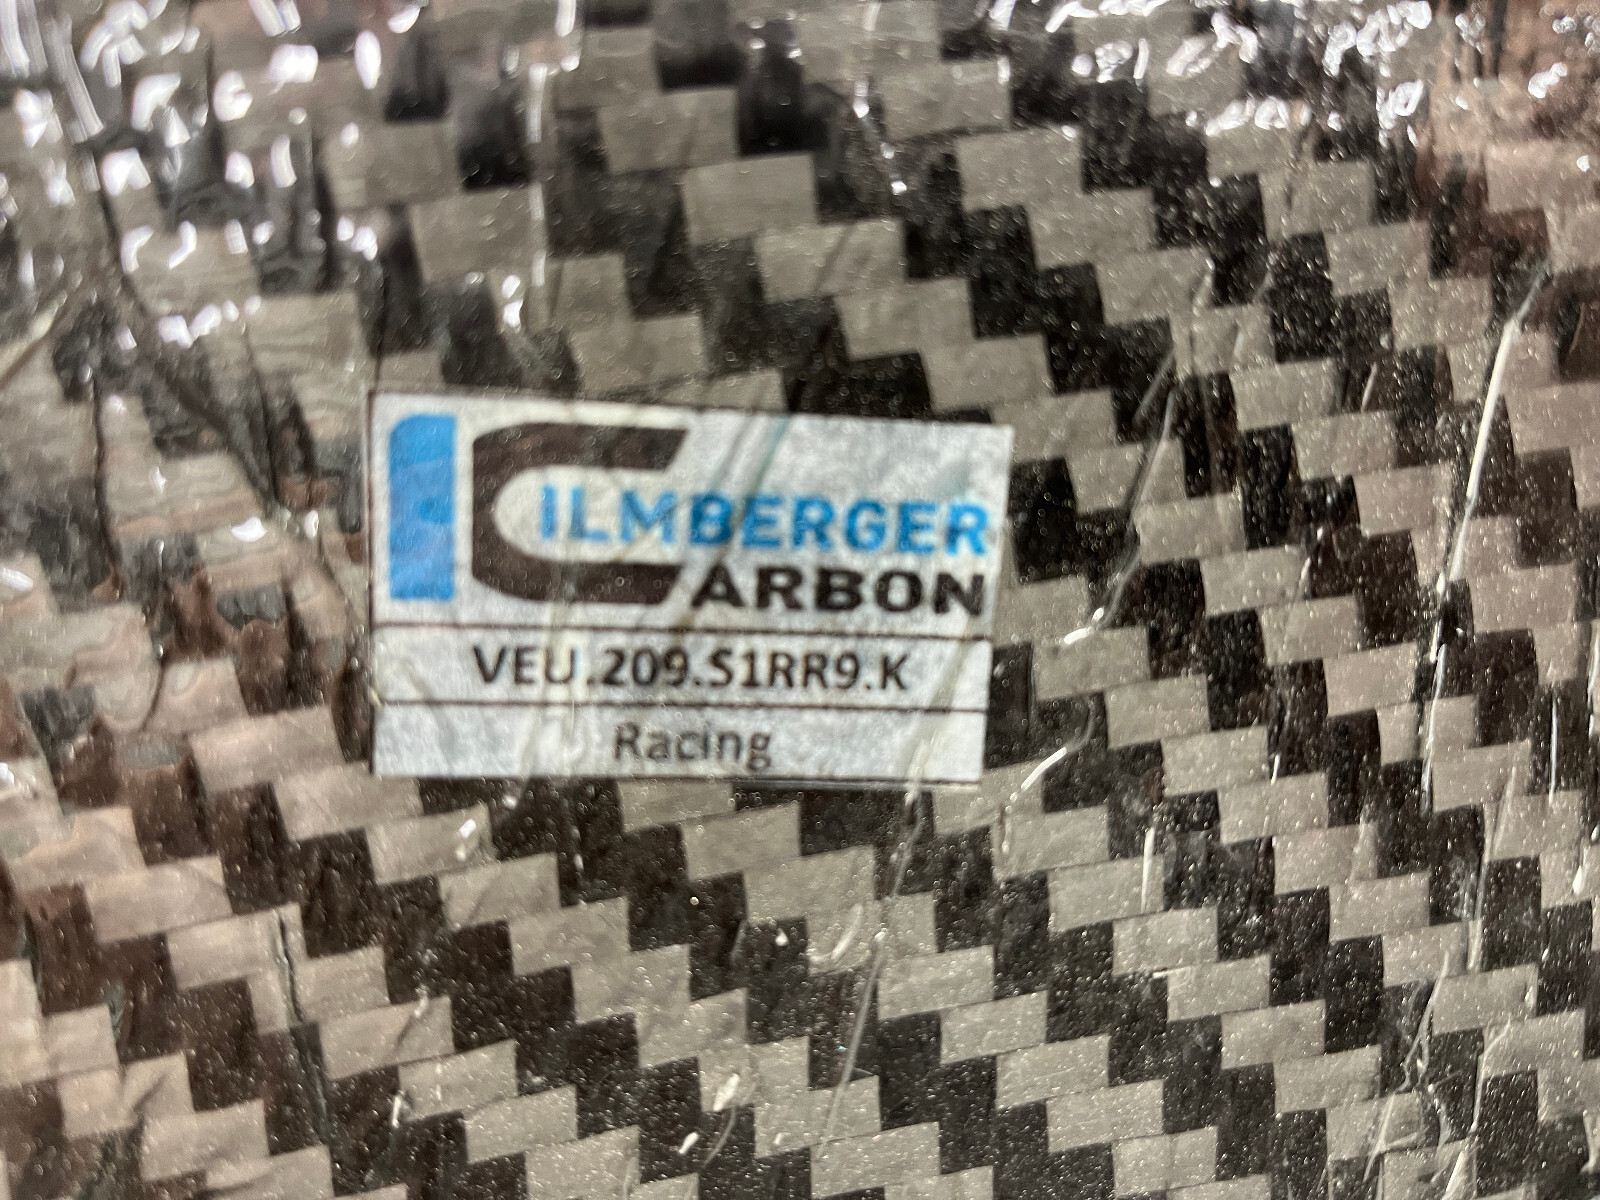 ILMBERGER
CARBON
VEU.209.S1RR9.K
Racing